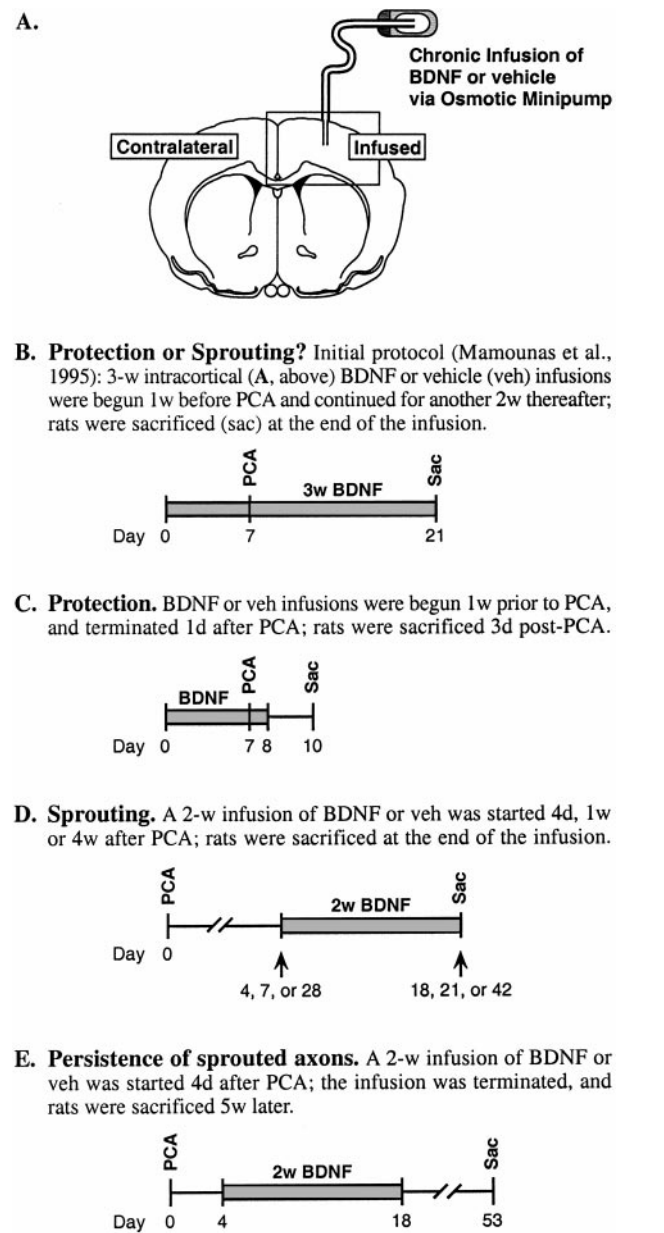 A.
Chronic Infusion of
BDNF or vehicle
via Osmotic Minipump
Contralateral
Infused
B. Protection or Sprouting? Initial protocol (Mamounas et al.,
1995): 3-w intracortical (A, above) BDNF or vehicle (veh) infusions
were begun 1w before PCA and continued for another 2w thereafter;
rats were sacrificed (sac) at the end of the infusion.
PCA
Sac
3w BDNF
Day 0 7 21
C. Protection. BDNF or veh infusions were begun 1w prior to PCA,
and terminated 1d after PCA; rats were sacrificed 3d post-PCA.
PCA
Sac
BDNF
Day 0 7 8 10
D. Sprouting. A 2-w infusion of BDNF or veh was started 4d, 1w
or 4w after PCA; rats were sacrificed at the end of the infusion.
PCA
Sac
2w BDNF
Day 0
4, 7, or 28 18, 21, or 42
E. Persistence of sprouted axons. A 2-w infusion of BDNF or
veh was started 4d after PCA; the infusion was terminated, and
rats were sacrificed 5w later.
PCA
Sac
2w BDNF
Day 0 4 18 53